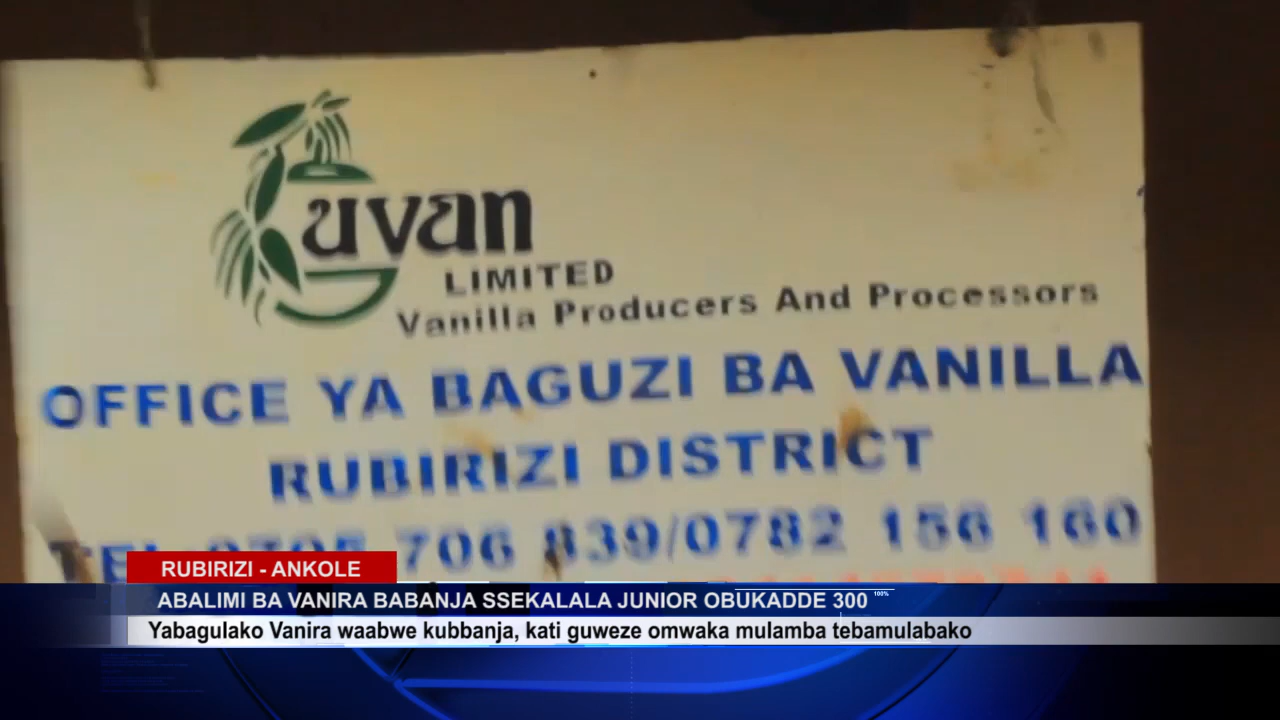 uvan
LIMITED
Vanilla Producers And Processors
OFFICE YA BAGUZI BA VANILLA
RUBIRIZI DISTRICT
706 839/0782 156 160
RUBIRIZI - ANKOLE
ABALIMI BA VANIRA BABANJA SSEKALALA JUNIOR OBUKADDE 300
100%
Yabagulako Vanira waabwe kubbanja, kati guweze omwaka mulamba tebamulabako